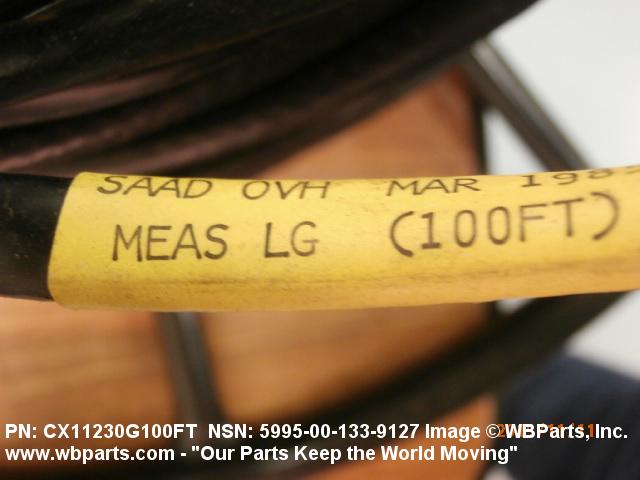 SAAD OVH MAR
MEAS LG (100FT)
PN: CX11230G100FT NSN: 5995-00-133-9127 Image © WBParts, Inc.
www.wbparts.com - "Our Parts Keep the World Moving"